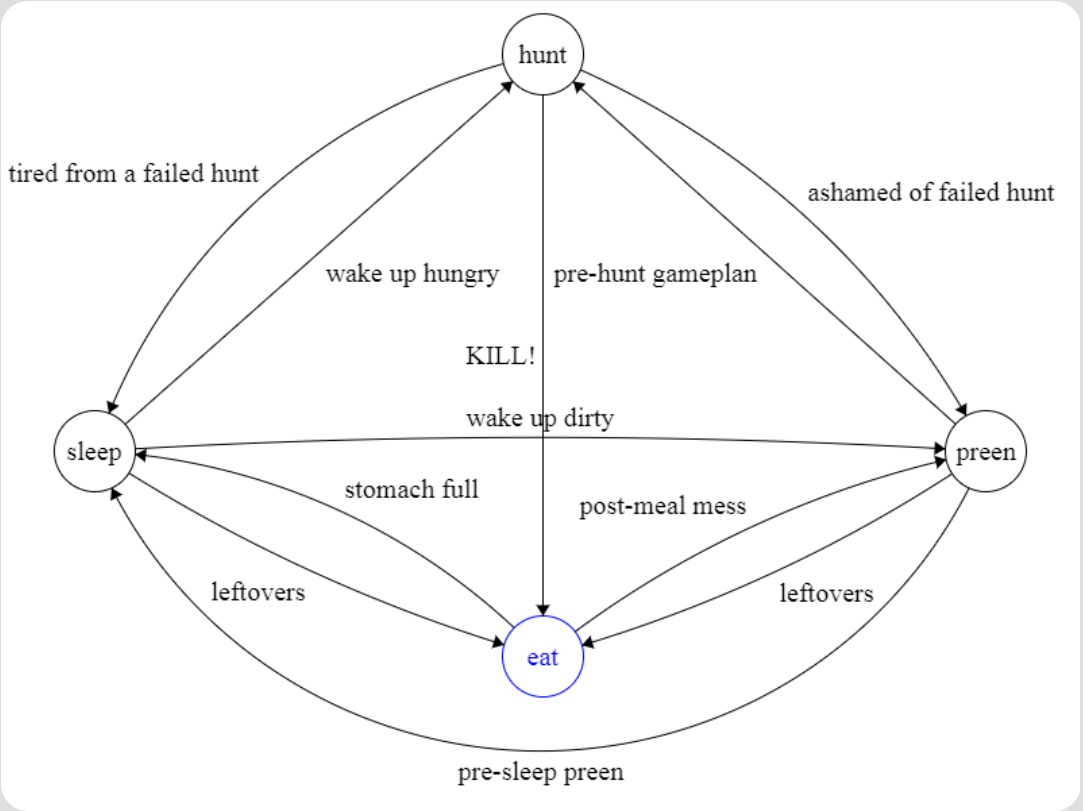 hunt
tired from a failed hunt
ashamed of failed hunt
wake up hungry
pre-hunt gameplan
KILL!
wake up dirty
sleep
preen
stomach full
post-meal mess
leftovers
leftovers
eat
pre-sleep preen